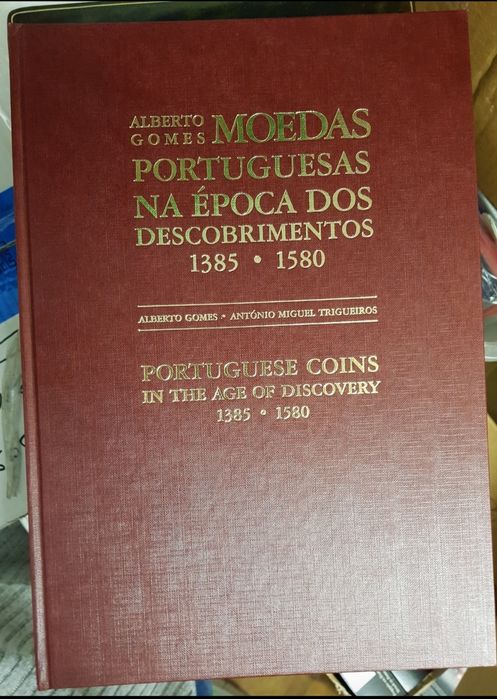 ALBERTO GOMES MOEDAS
PORTUGUESAS
NA ÉPOCA DOS
DESCOBRIMENTOS
1385 • 1580
ALBERTO GOMES • ANTÓNIO MIGUEL TRIGUEIROS
PORTUGUESE COINS
IN THE AGE OF DISCOVERY
1385 • 1580